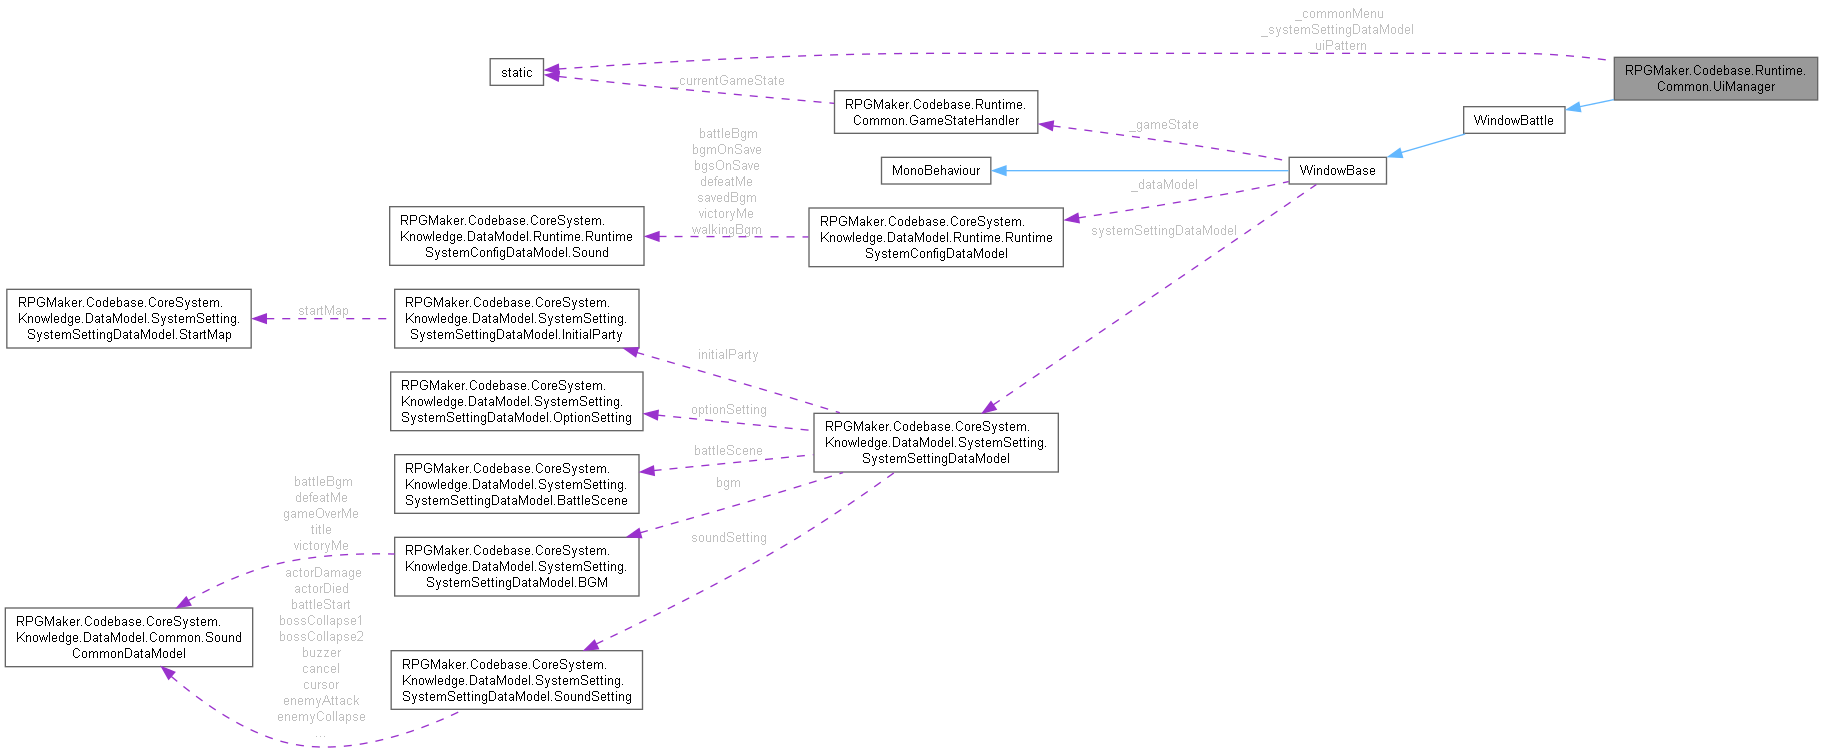 _commonMenu
_systemSettingDataModel
_uiPattern
RPGMaker.Codebase.Runtime.
Common.UiManager
static
_currentGameState
RPGMaker.Codebase.Runtime.
Common.GameStateHandler
WindowBattle
_gameState
MonoBehaviour
WindowBase
battleBgm
bgmOnSave
bgsOnSave
defeatMe
savedBgm
victoryMe
walkingBgm
_dataModel
RPGMaker.Codebase.CoreSystem.
Knowledge.DataModel.Runtime.Runtime
SystemConfigDataModel.Sound
RPGMaker.Codebase.CoreSystem.
Knowledge.DataModel.Runtime.Runtime
SystemConfigDataModel
systemSettingDataModel
RPGMaker.Codebase.CoreSystem.
Knowledge.DataModel.SystemSetting.
SystemSettingDataModel.StartMap
startMap
RPGMaker.Codebase.CoreSystem.
Knowledge.DataModel.SystemSetting.
SystemSettingDataModel.InitialParty
initialParty
RPGMaker.Codebase.CoreSystem.
Knowledge.DataModel.SystemSetting.
SystemSettingDataModel.OptionSetting
optionSetting
RPGMaker.Codebase.CoreSystem.
Knowledge.DataModel.SystemSetting.
SystemSettingDataModel
RPGMaker.Codebase.CoreSystem.
Knowledge.DataModel.SystemSetting.
SystemSettingDataModel.BattleScene
battleScene
bgm
battleBgm
defeatMe
gameOverMe
title
victoryMe
RPGMaker.Codebase.CoreSystem.
Knowledge.DataModel.SystemSetting.
SystemSettingDataModel.BGM
soundSetting
actorDamage
actorDied
battleStart
bossCollapse1
bossCollapse2
buzzer
cancel
cursor
enemyAttack
enemyCollapse
...
RPGMaker.Codebase.CoreSystem.
Knowledge.DataModel.Common.Sound
CommonDataModel
RPGMaker.Codebase.CoreSystem.
Knowledge.DataModel.SystemSetting.
SystemSettingDataModel.SoundSetting